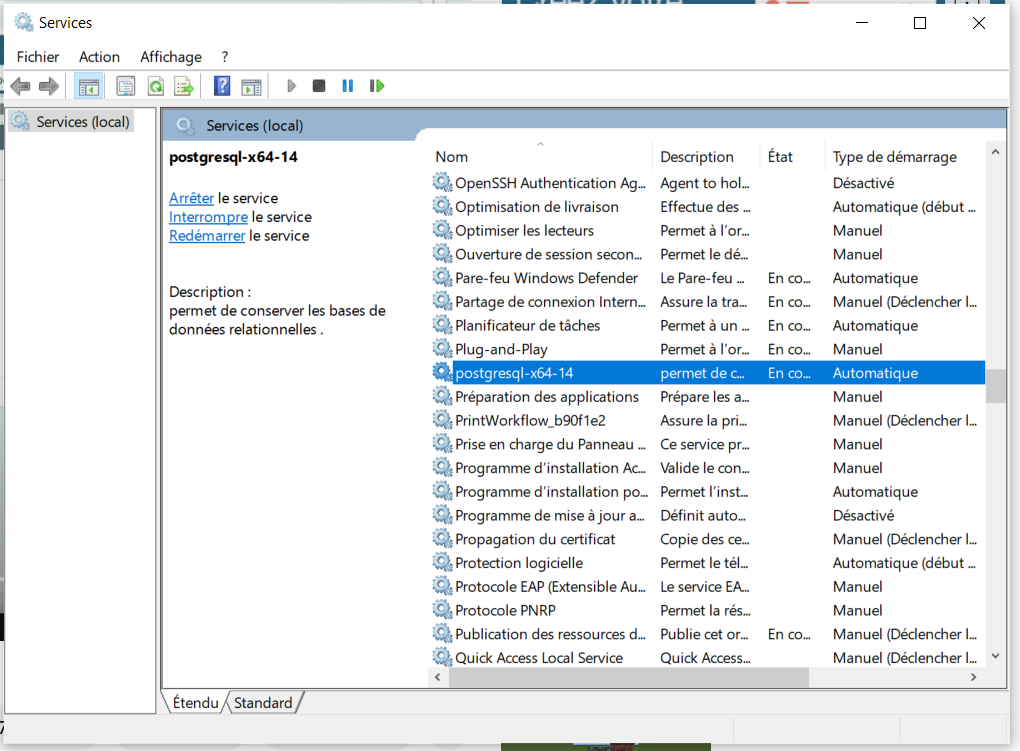 Services
Fichier Action Affichage ?
Services (local)
Services (local)
postgresql-x64-14
Arrêter le service
Interrompre le service
Redémarrer le service
Description :
permet de conserver les bases de
données relationnelles .
Nom Description État Type de démarrage
OpenSSH Authentication Ag... Agent to hol... Désactivé
Optimisation de livraison Effectue des ... Automatique (début ...
Optimiser les lecteurs Permet à l'or... Manuel
Ouverture de session secon... Permet le dé... Manuel
Pare-feu Windows Defender Le Pare-feu ... En co... Automatique
Partage de connexion Intern... Assure la tra... En co... Manuel (Déclencher l...
Planificateur de tâches Permet à un ... En co... Automatique
Plug-and-Play Permet à l'or... En co... Manuel
postgresql-x64-14 permet de c... En co... Automatique
Préparation des applications Prépare les a... Manuel
PrintWorkflow_b90f1e2 Assure la pri... Manuel (Déclencher l...
Prise en charge du Panneau ... Ce service pr... Manuel
Programme d'installation Ac... Valide le con... Manuel
Programme d'installation po... Permet l'inst... Automatique
Programme de mise à jour a... Définit auto... Désactivé
Propagation du certificat Copie des ce... Manuel (Déclencher l...
Protection logicielle Permet le tél... Automatique (début ...
Protocole EAP (Extensible Au... Le service EA... Manuel
Protocole PNRP Permet la rés... Manuel
Publication des ressources d... Publie cet or... En co... Manuel (Déclencher l...
Quick Access Local Service Quick Access... Manuel (Déclencher l...
Étendu Standard